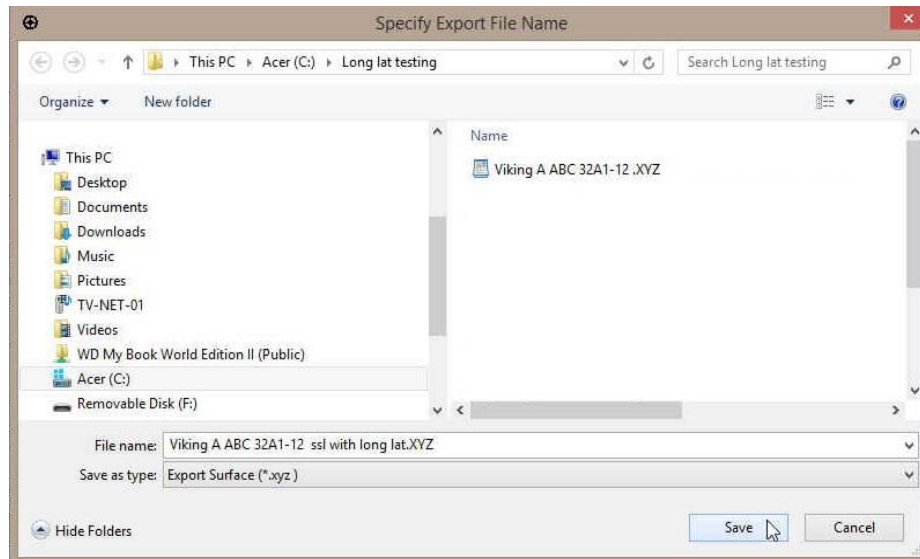 Specify Export File Name
This PC Acer (C:) Long lat testing
Search Long lat testing
Organize New folder
Name
This PC
Viking A ABC 32A1-12 .XYZ
Desktop
Documents
Downloads
Music
Pictures
TV-NET-01
Videos
WD My Book World Edition II (Public)
Acer (C:)
Removable Disk (F:)
File name: Viking A ABC 32A1-12 ssl with long lat.XYZ
Save as type: Export Surface (*.xyz )
Hide Folders
Save Cancel